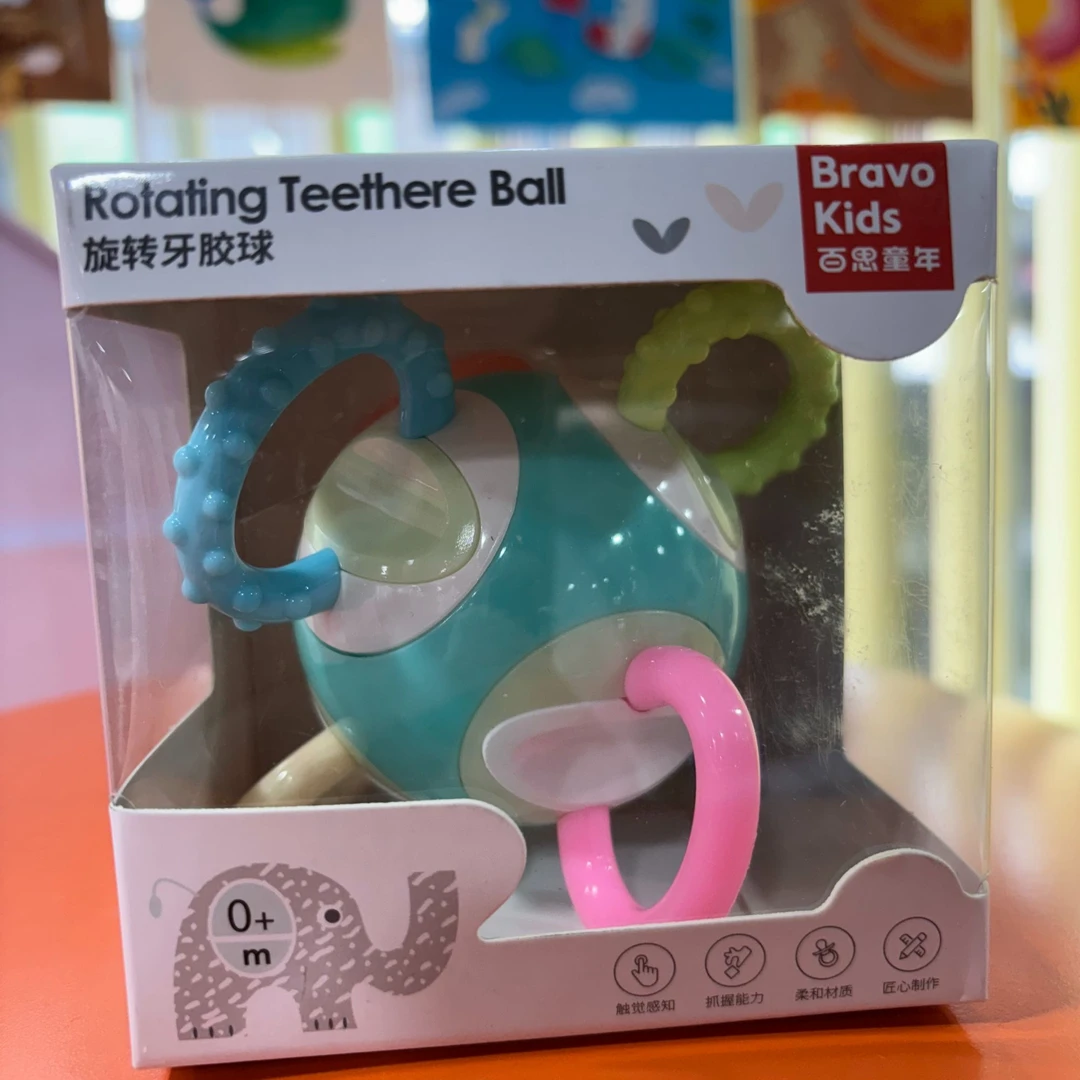 Rotating Teethere Ball
旋转牙胶球
Bravo
Kids
百思童年
0+
m
触觉感知
抓握能力
柔和材质
匠心制作